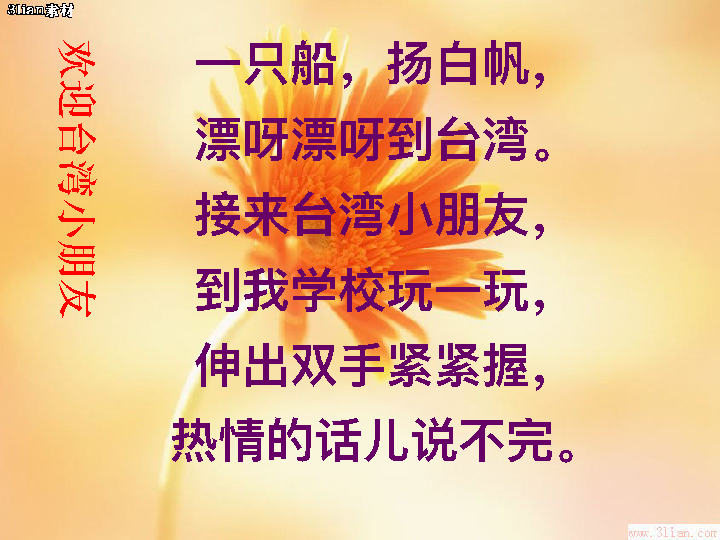 3lian素材
欢迎台湾小朋友
一只船，扬白帆，
漂呀漂呀到台湾。
接来台湾小朋友，
到我学校玩一玩，
伸出双手紧紧握，
热情的话儿说不完。
www.3lian.com